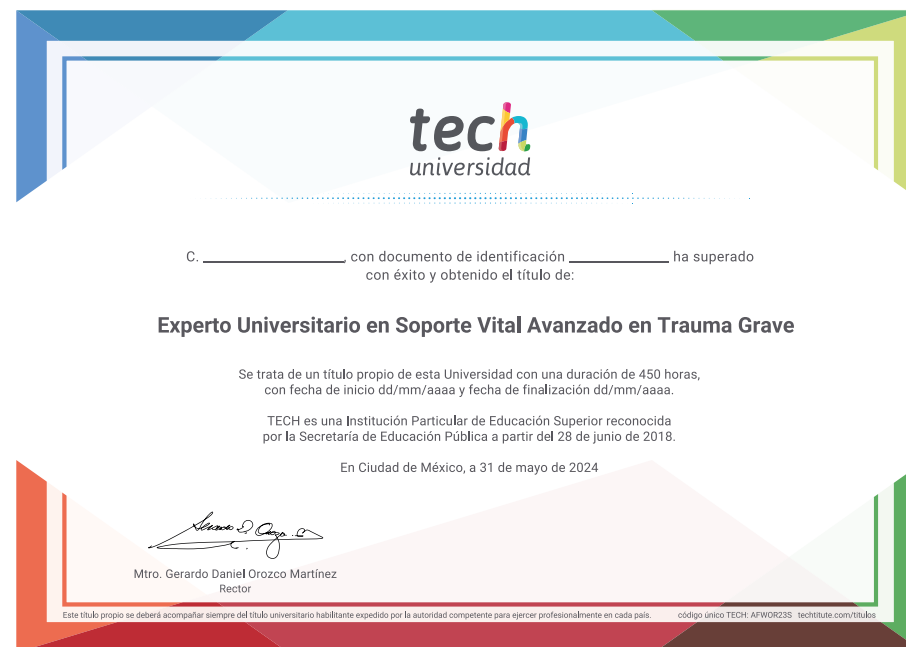 tech
universidad
C. ____________________, con documento de identificación ______________ ha superado
con éxito y obtenido el título de:
Experto Universitario en Soporte Vital Avanzado en Trauma Grave
Se trata de un título propio de esta Universidad con una duración de 450 horas,
con fecha de inicio dd/mm/aaaa y fecha de finalización dd/mm/aaaa.
TECH es una Institución Particular de Educación Superior reconocida
por la Secretaría de Educación Pública a partir del 28 de junio de 2018.
En Ciudad de México, a 31 de mayo de 2024
Mtro. Gerardo Daniel Orozco Martínez
Rector
Este título propio se deberá acompañar siempre del título universitario habilitante expedido por la autoridad competente para ejercer profesionalmente en cada país. código único TECH: AFWOR23S techtitute.com/titulos